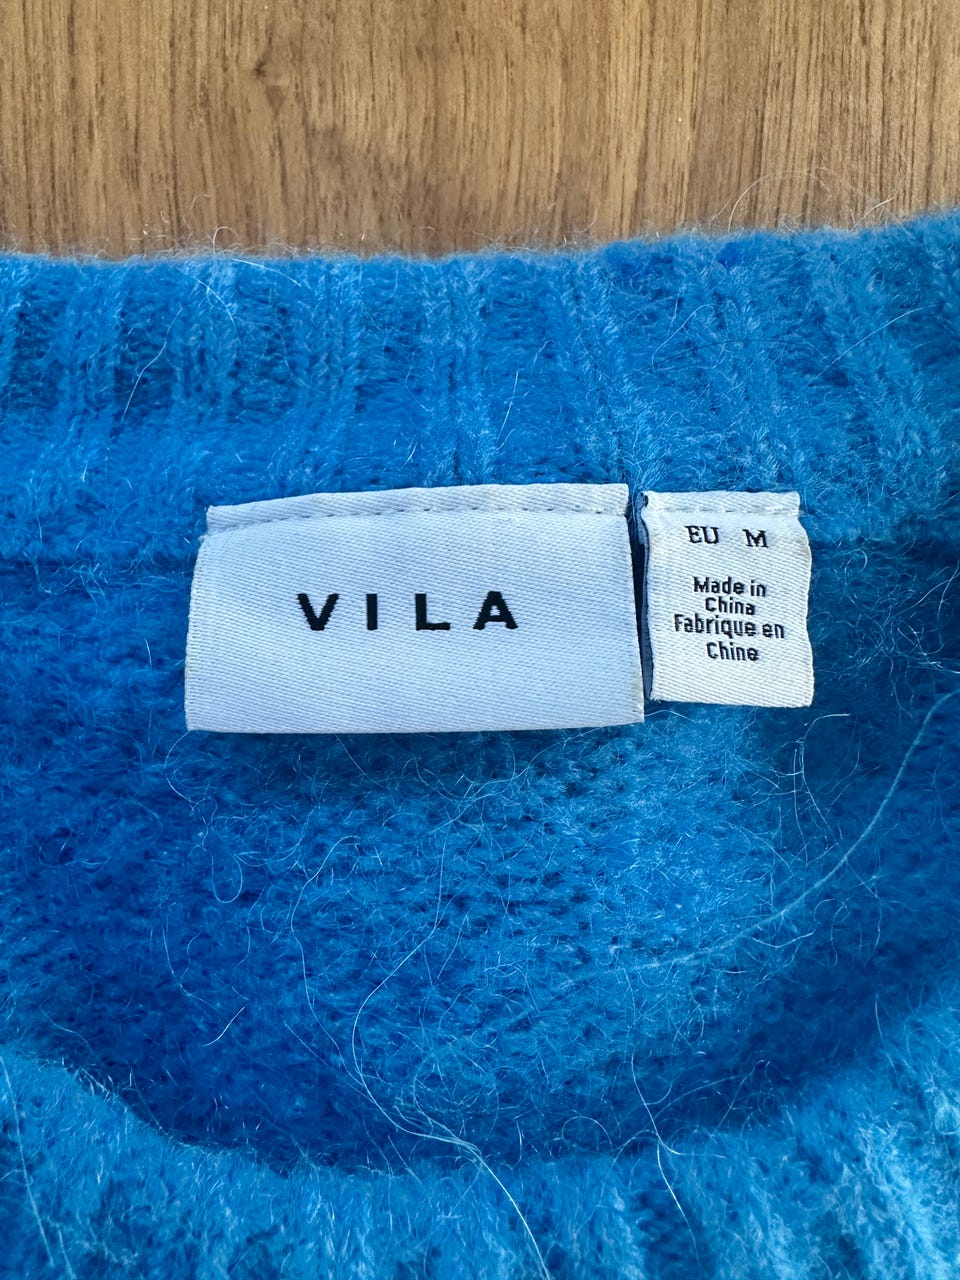 VILA
EU M
Made in
China
Fabrique en
Chine